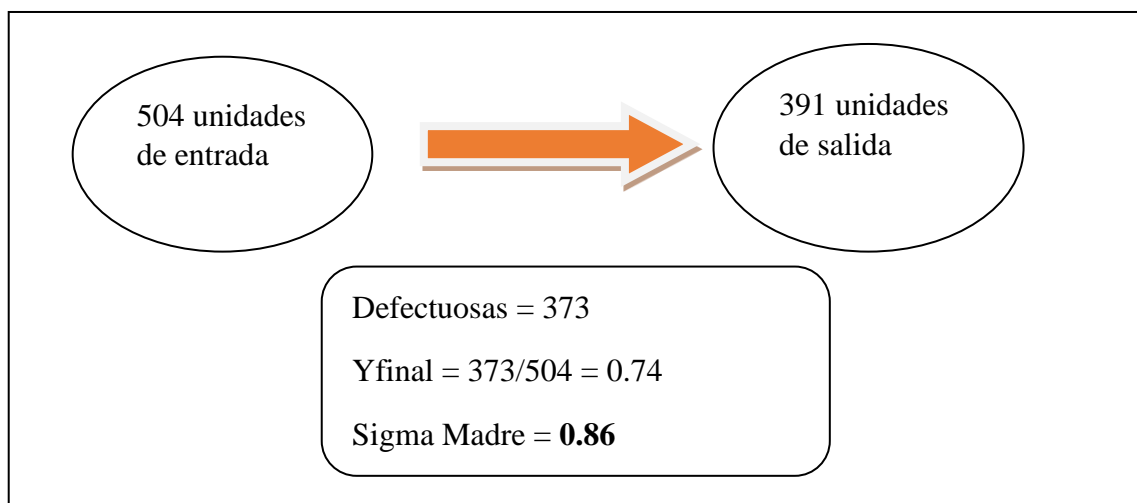 504 unidades
de entrada
391 unidades
de salida
Defectuosas = 373
Yfinal = 373/504 = 0.74
Sigma Madre = 0.86